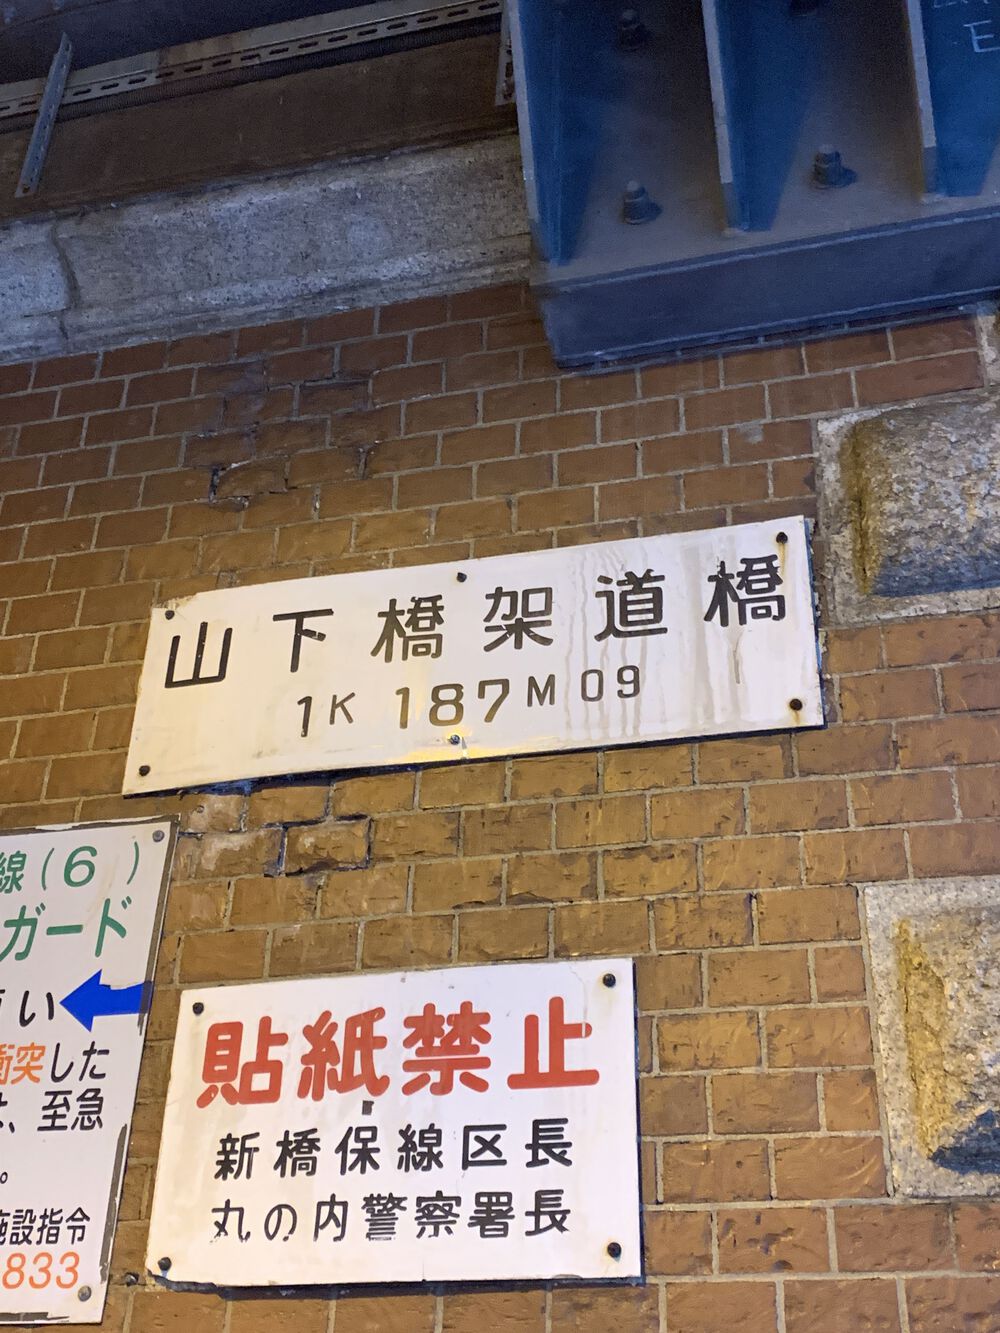 山下橋架道橋
1K 187M 09
線(6)
ガード
い
衝突した
、至急
。
施設指令
833
貼紙禁止
新橋保線区長
丸の内警察署長
E